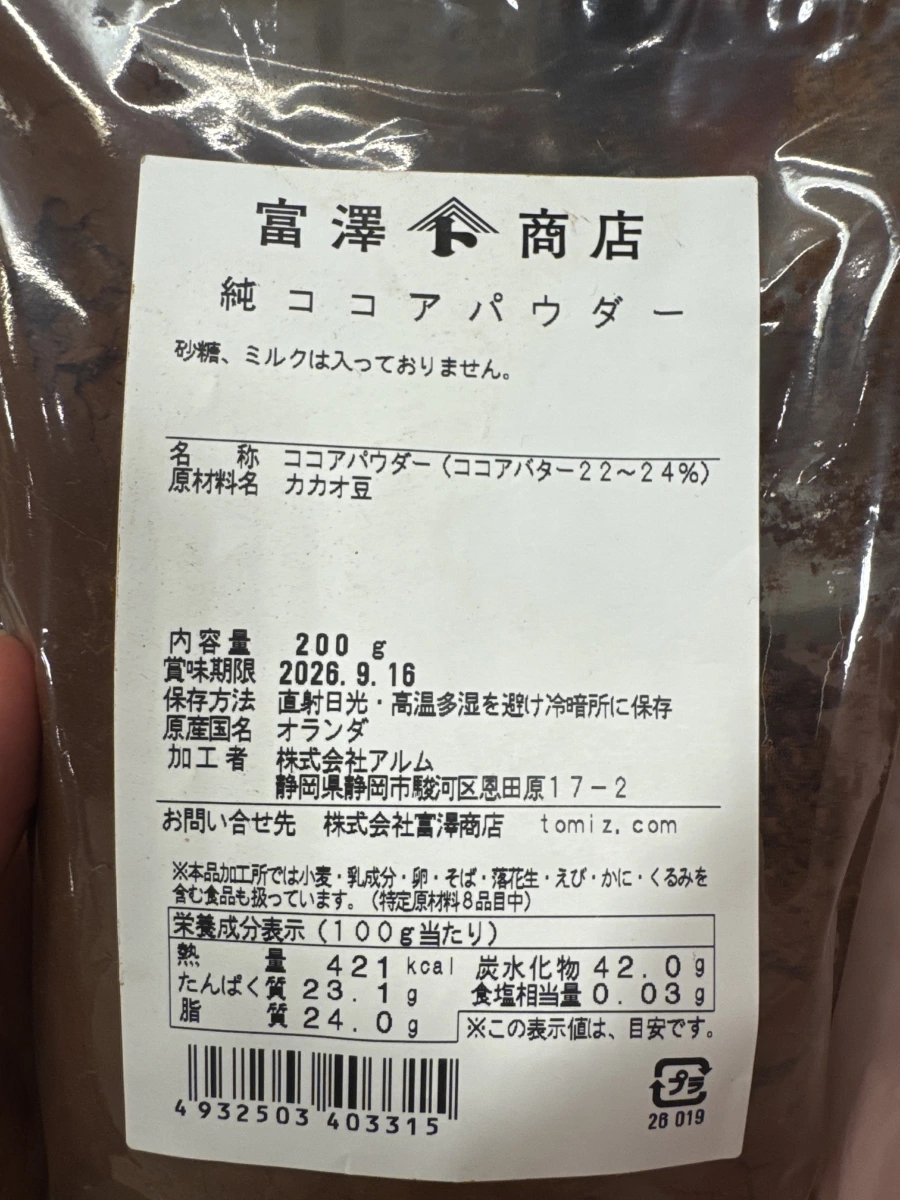 富澤 ト 商店
純ココアパウダー
砂糖、ミルクは入っておりません。
名　称 ココアパウダー（ココアバター２２～２４％）
原材料名 カカオ豆
内容量 200 g
賞味期限 2026.9.16
保存方法 直射日光・高温多湿を避け冷暗所に保存
原産国名 オランダ
加工者 株式会社アルム
静岡県静岡市駿河区恩田原１７－２
お問い合せ先 株式会社富澤商店 tomiz.com
※本品加工所では小麦・乳成分・卵・そば・落花生・えび・かに・くるみを
含む食品も扱っています。（特定原材料８品目中）
栄養成分表示（１００ｇ当たり）
熱　量 421 kcal 炭水化物 42.0 g
たんぱく質 23.1 g 食塩相当量 0.03 g
脂　質 24.0 g ※この表示値は、目安です。
プラ
4 932503 403315
26 019